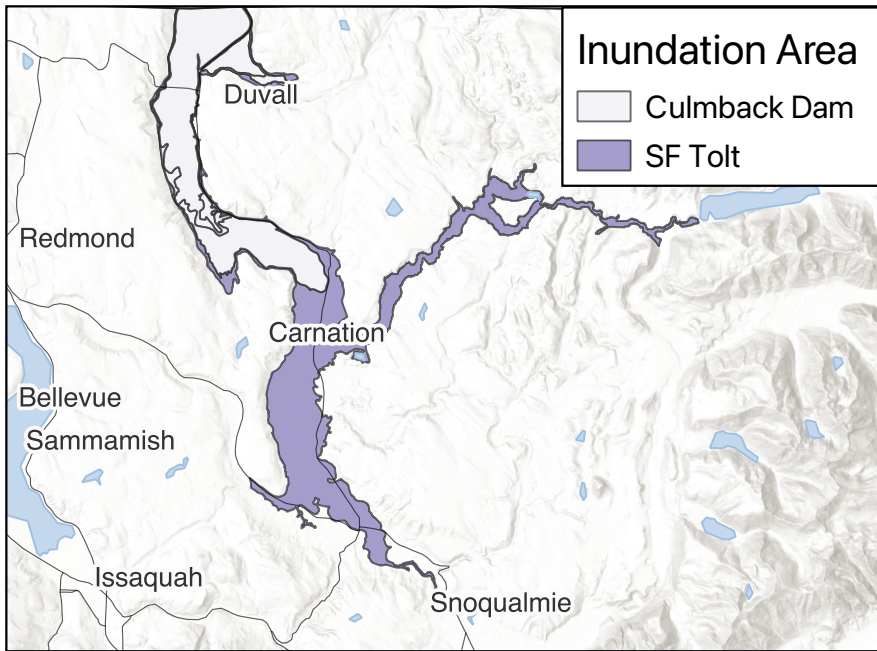 Inundation Area
Culmback Dam
SF Tolt
Duvall
Redmond
Carnation
Bellevue
Sammamish
Issaquah
Snoqualmie